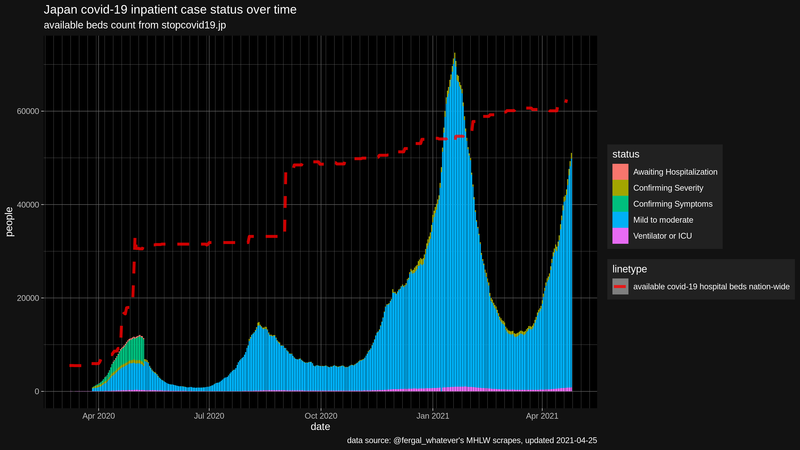 Japan covid-19 inpatient case status over time
available beds count from stopcovid19.jp
60000
40000
20000
0
people
Apr 2020
Jul 2020
Oct 2020
Jan 2021
Apr 2021
date
status
Awaiting Hospitalization
Confirming Severity
Confirming Symptoms
Mild to moderate
Ventilator or ICU
linetype
available covid-19 hospital beds nation-wide
data source: @fergal_whatever's MHLW scrapes, updated 2021-04-25